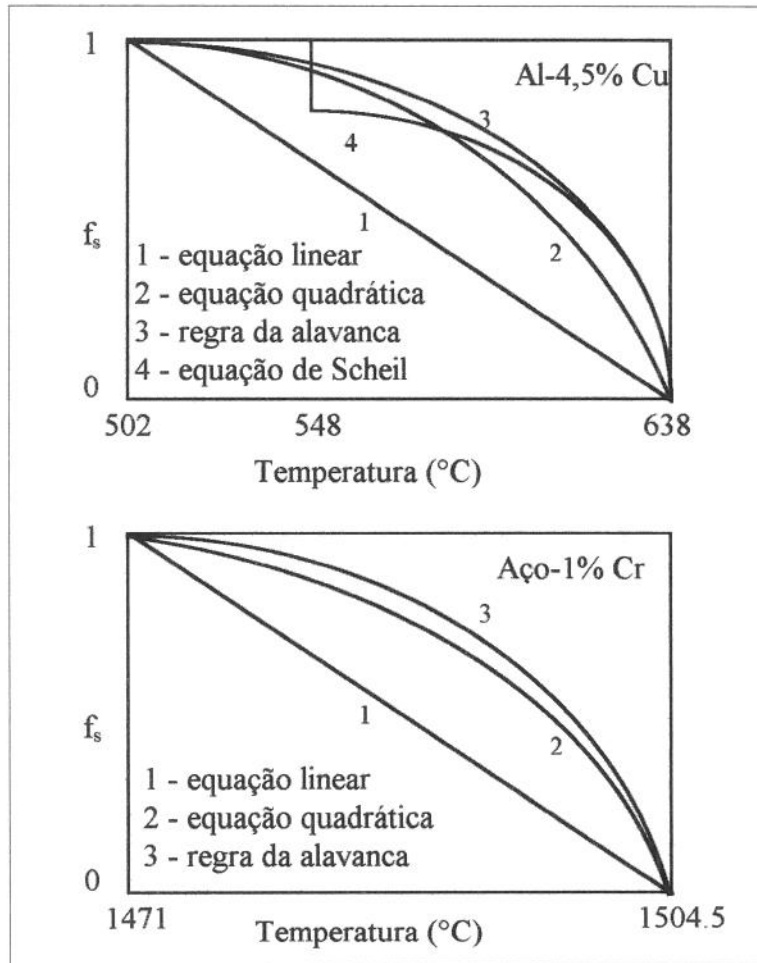 1
Al-4,5% Cu
3
4
1
2
fs
1 - equação linear
2 - equação quadrática
3 - regra da alavanca
4 - equação de Scheil
0
502
548
638
Temperatura (°C)
1
Aço-1% Cr
3
1
2
fs
1 - equação linear
2 - equação quadrática
3 - regra da alavanca
0
1471
1504.5
Temperatura (°C)